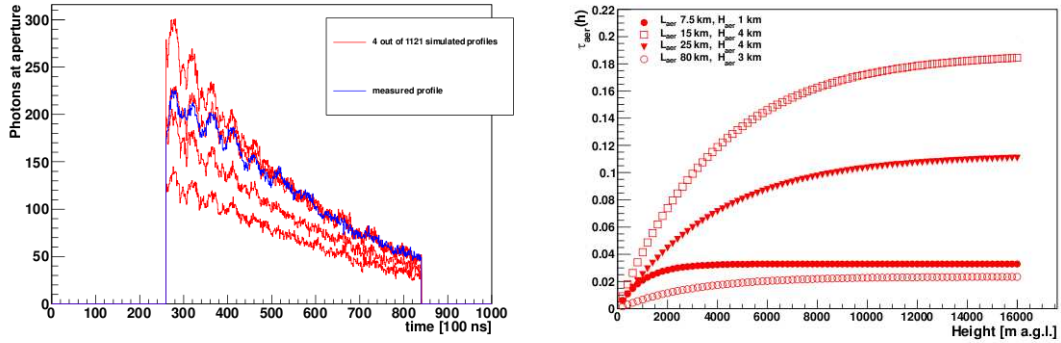 Photons at aperture
300
250
200
150
100
50
0
4 out of 1121 simulated profiles
measured profile
0 100 200 300 400 500 600 700 800 900 1000
time [100 ns]
τaer(h)
0.22
0.2
0.18
0.16
0.14
0.12
0.1
0.08
0.06
0.04
0.02
Laer 7.5 km, Haer 1 km
Laer 15 km, Haer 4 km
Laer 25 km, Haer 4 km
Laer 80 km, Haer 3 km
0 2000 4000 6000 8000 10000 12000 14000 16000
Height [m a.g.l.]